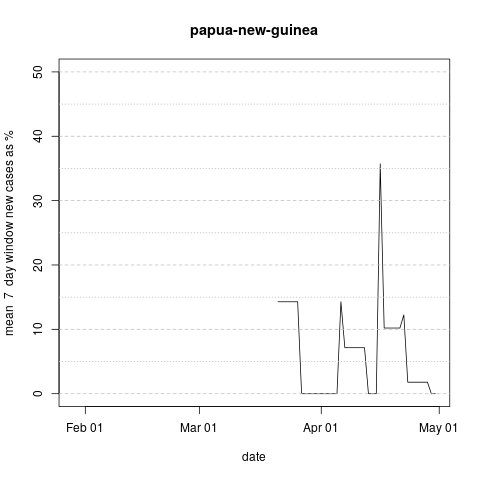 papua-new-guinea
mean 7 day window new cases as %
50
40
30
20
10
0
Feb 01
Mar 01
Apr 01
May 01
date